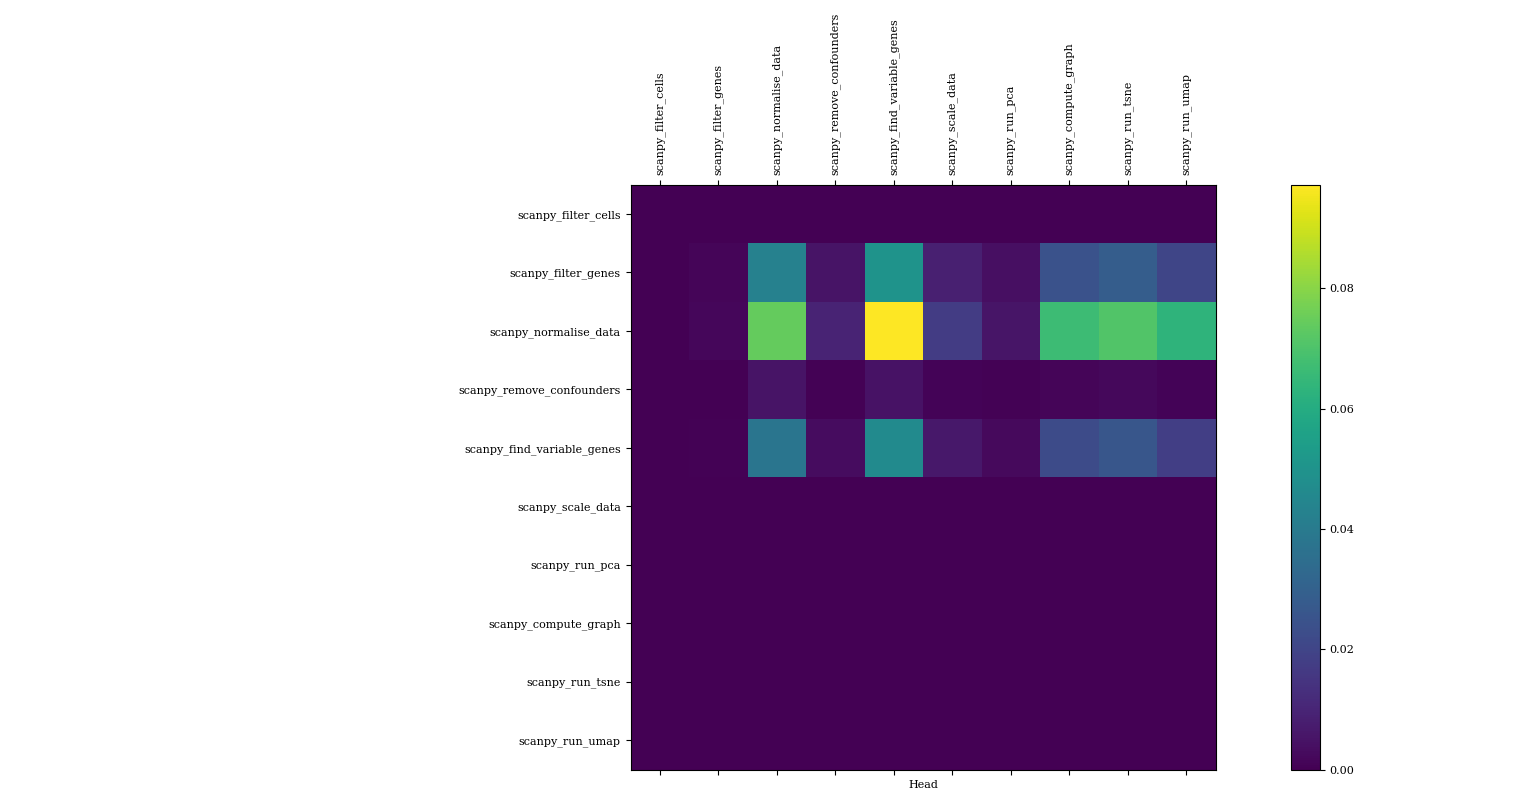 scanpy_filter_cells
scanpy_filter_genes
scanpy_normalise_data
scanpy_remove_confounders
scanpy_find_variable_genes
scanpy_scale_data
scanpy_run_pca
scanpy_compute_graph
scanpy_run_tsne
scanpy_run_umap
scanpy_filter_cells
scanpy_filter_genes
scanpy_normalise_data
scanpy_remove_confounders
scanpy_find_variable_genes
scanpy_scale_data
scanpy_run_pca
scanpy_compute_graph
scanpy_run_tsne
scanpy_run_umap
Head
0.08
0.06
0.04
0.02
0.00